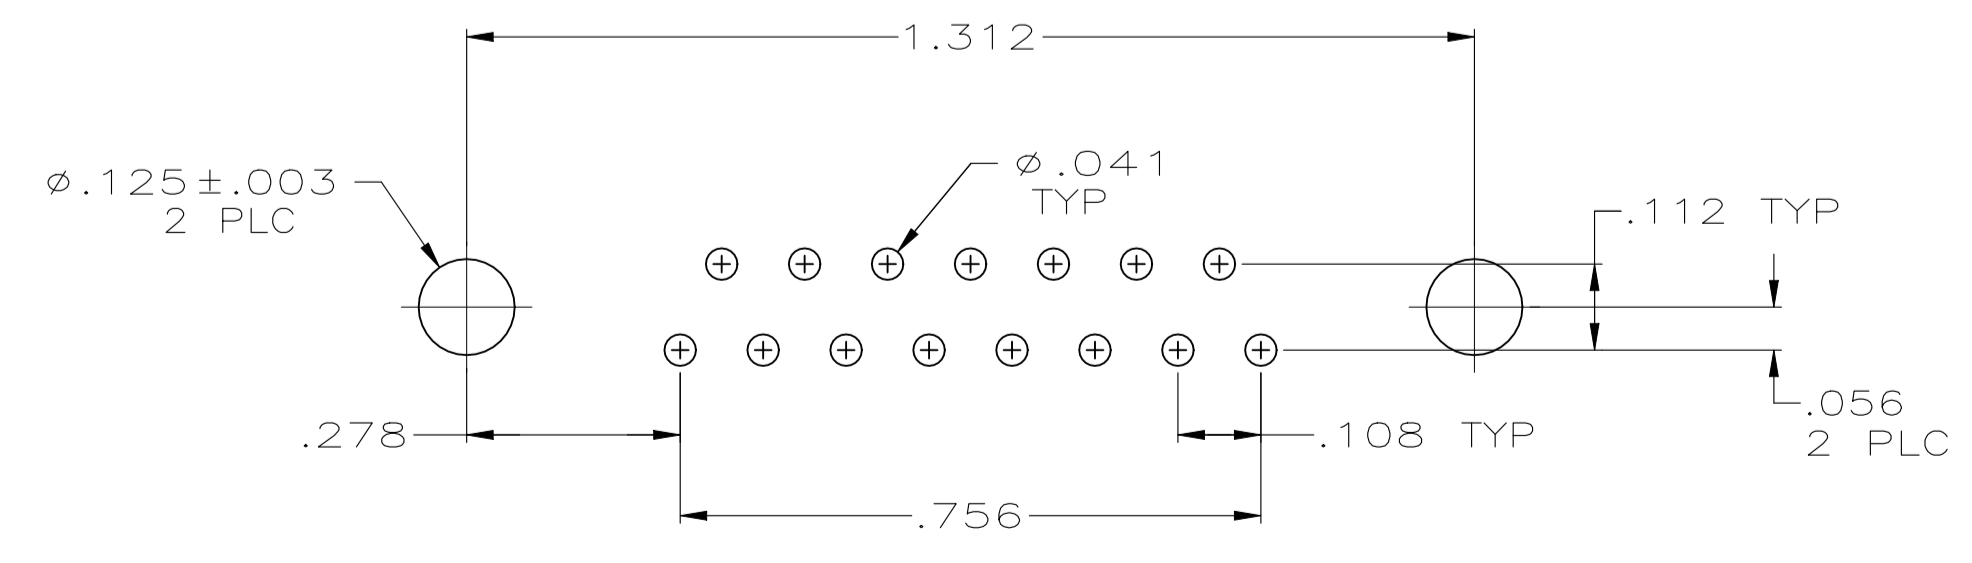 1.312
ø.125±.003
2 PLC
ø.041
TYP
.112 TYP
.056
2 PLC
.278
.108 TYP
.756